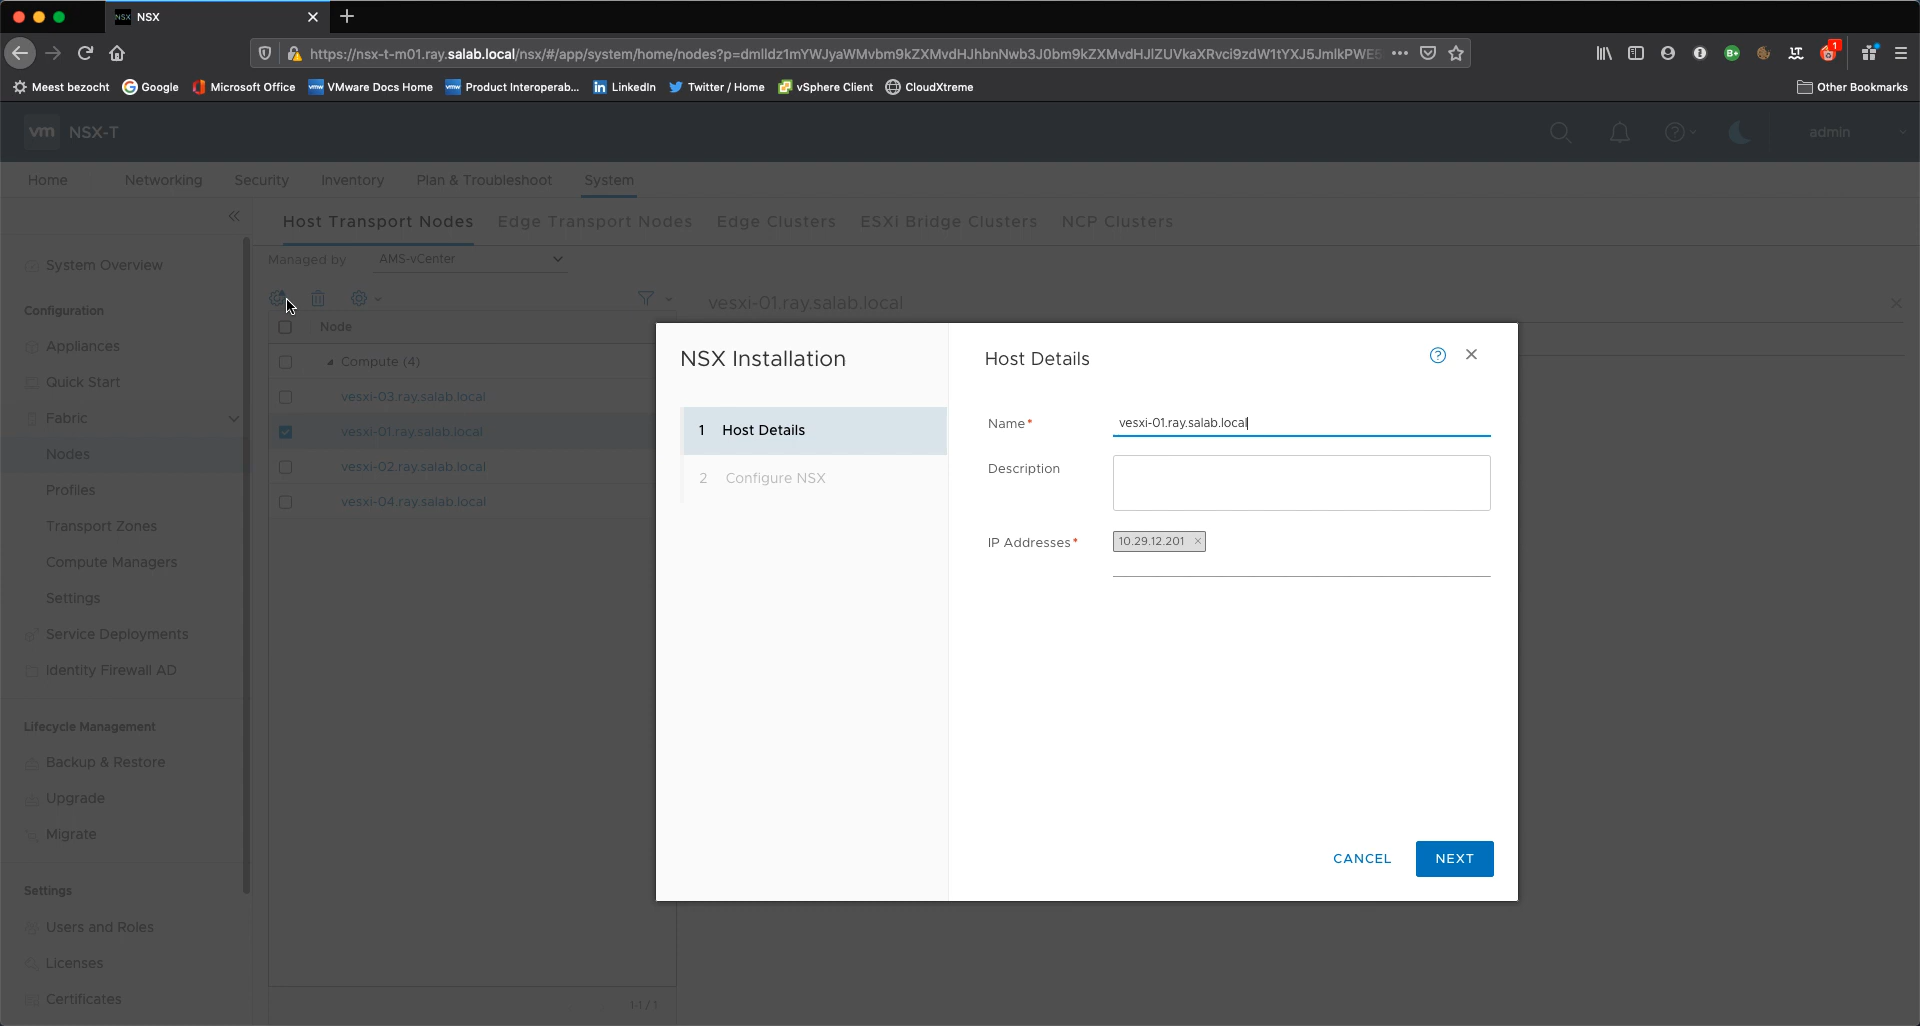 NSX NSX
https://nsx-t-m01.ray.salab.local/nsx/#/app/system/home/nodes?p=dmlldz1mYWJyaWMvbm9kZXMvdHJhbnNwb3J0bm9kZXMvdHJlZUVkaXRvci9zdW1tYXJ5JmlkPWE5
1
Meest bezocht Google Microsoft Office VMware Docs Home Product Interoperab... LinkedIn Twitter / Home vSphere Client CloudXtreme Other Bookmarks
vm NSX-T admin
Home Networking Security Inventory Plan & Troubleshoot System
Host Transport Nodes Edge Transport Nodes Edge Clusters ESXi Bridge Clusters NCP Clusters
System Overview
Configuration
Appliances
Quick Start
Fabric
Nodes
Profiles
Transport Zones
Compute Managers
Settings
Service Deployments
Identity Firewall AD
Lifecycle Management
Backup & Restore
Upgrade
Migrate
Settings
Users and Roles
Licenses
Certificates
Managed by AMS-vCenter
Node
Compute (4)
vesxi-03.ray.salab.local
vesxi-01.ray.salab.local
vesxi-02.ray.salab.local
vesxi-04.ray.salab.local
1-1 / 1
vesxi-01.ray.salab.local
NSX Installation
1 Host Details
2 Configure NSX
Host Details
Name* vesxi-01.ray.salab.local
Description
IP Addresses* 10.29.12.201 ×
CANCEL NEXT